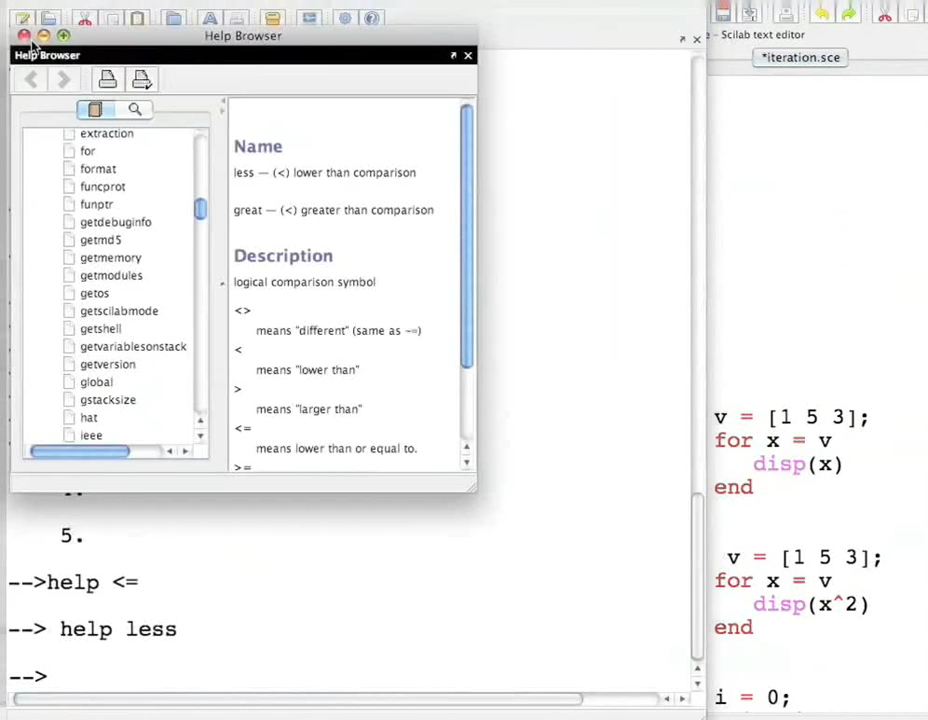 Help Browser
Help Browser
extraction
for
format
funcprot
funptr
getdebuginfo
getmd5
getmemory
getmodules
getos
getscilabmode
getshell
getvariablesonstack
getversion
global
gstacksize
hat
ieee
Name
less — (<) lower than comparison
great — (<) greater than comparison
Description
logical comparison symbol
<>
means "different" (same as ~=)
<
means "lower than"
>
means "larger than"
<=
means lower than or equal to.
>=
5.
-->help <=
--> help less
-->
e - Scilab text editor
*iteration.sce
v = [1 5 3];
for x = v
disp(x)
end
v = [1 5 3];
for x = v
disp(x^2)
end
i = 0;